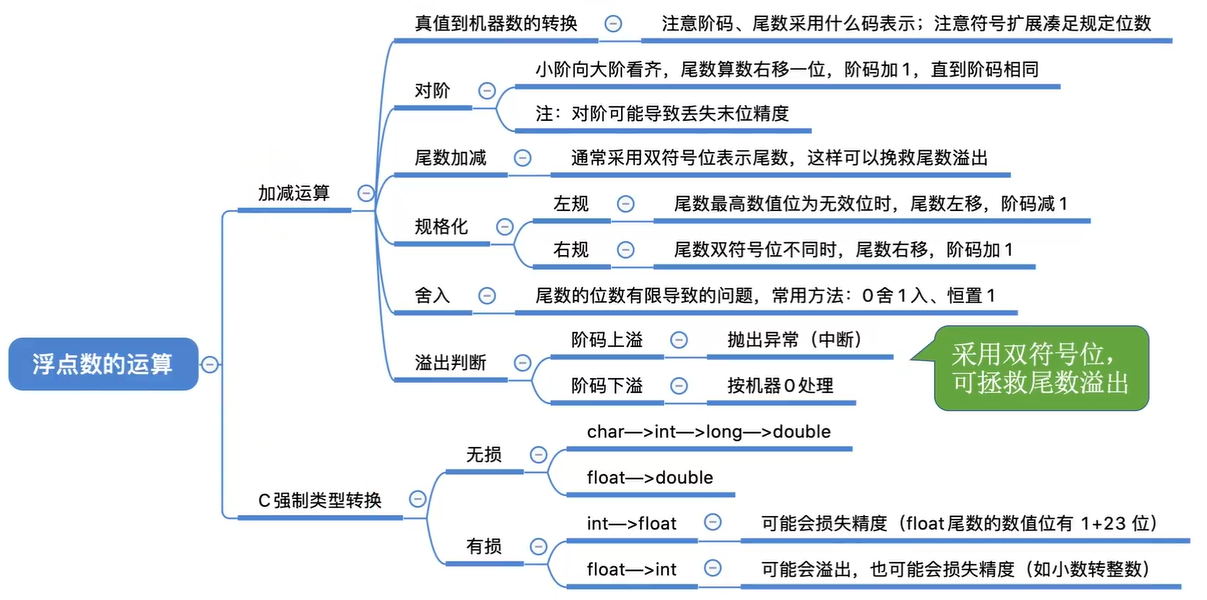 真值到机器数的转换
注意阶码、尾数采用什么码表示；注意符号扩展凑足规定位数
对阶
小阶向大阶看齐，尾数算数右移一位，阶码加1，直到阶码相同
注：对阶可能导致丢失末位精度
尾数加减
通常采用双符号位表示尾数，这样可以挽救尾数溢出
加减运算
规格化
左规
尾数最高数值位为无效位时，尾数左移，阶码减1
右规
尾数双符号位不同时，尾数右移，阶码加1
舍入
尾数的位数有限导致的问题，常用方法：0舍1入、恒置1
溢出判断
阶码上溢
抛出异常（中断）
阶码下溢
按机器0处理
采用双符号位，
可拯救尾数溢出
浮点数的运算
C强制类型转换
无损
char—>int—>long—>double
float—>double
有损
int—>float
可能会损失精度（float尾数的数值位有 1+23 位）
float—>int
可能会溢出，也可能会损失精度（如小数转整数）